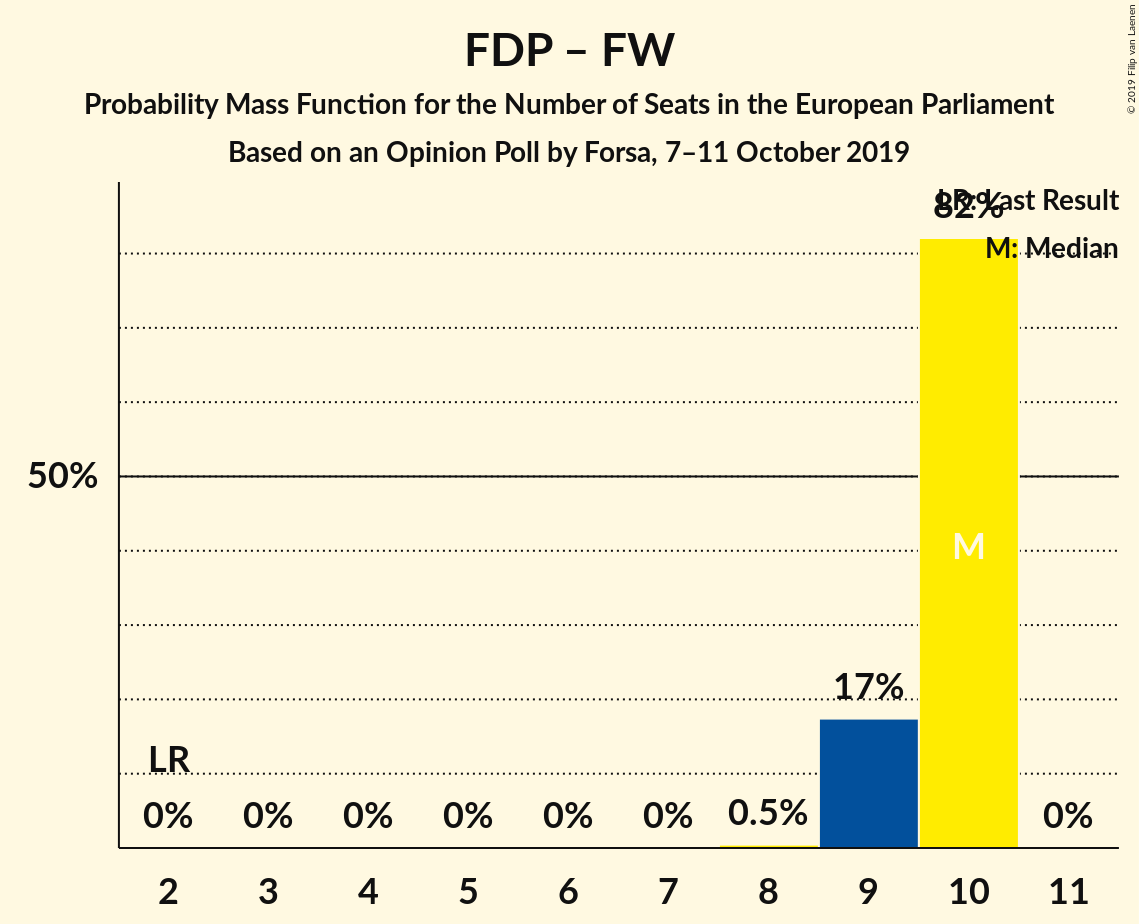 FDP – FW
Probability Mass Function for the Number of Seats in the European Parliament
Based on an Opinion Poll by Forsa, 7–11 October 2019
© 2019 Filip van Laenen
LR: Last Result
M: Median
82%
50%
M
17%
LR
0% 0% 0% 0% 0% 0% 0.5% 0%
2 3 4 5 6 7 8 9 10 11